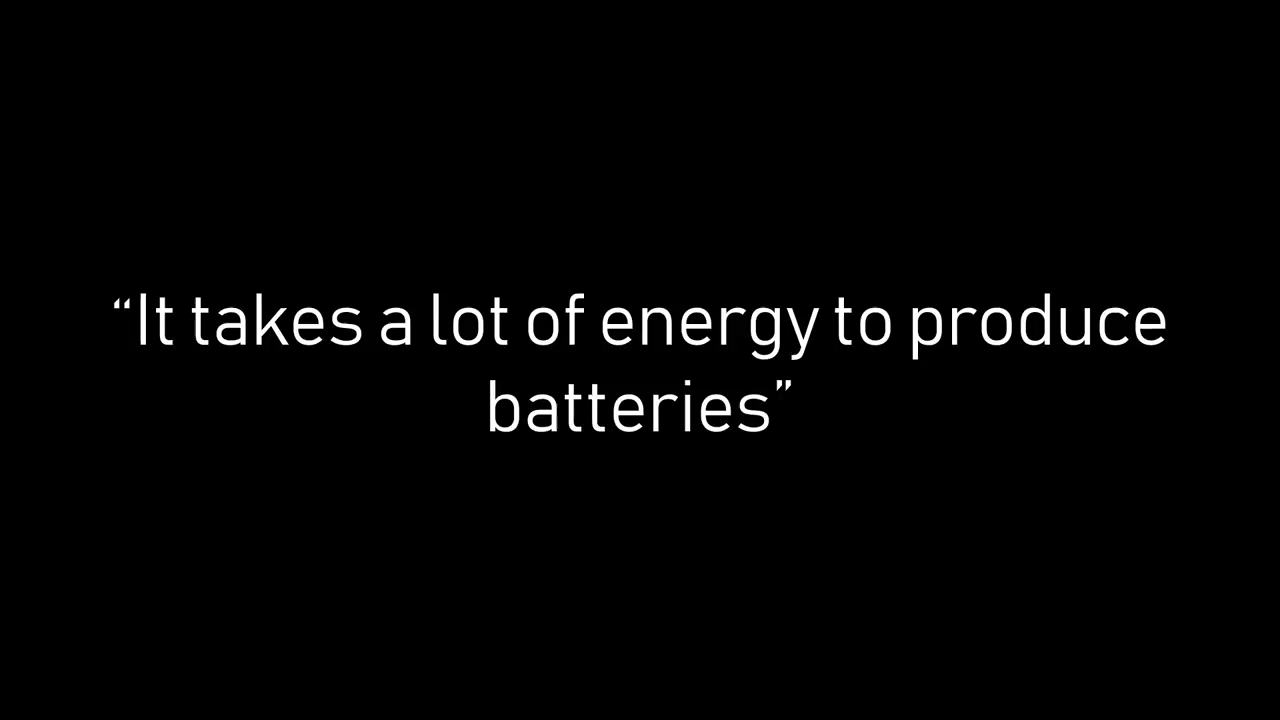 “It takes a lot of energy to produce
batteries”